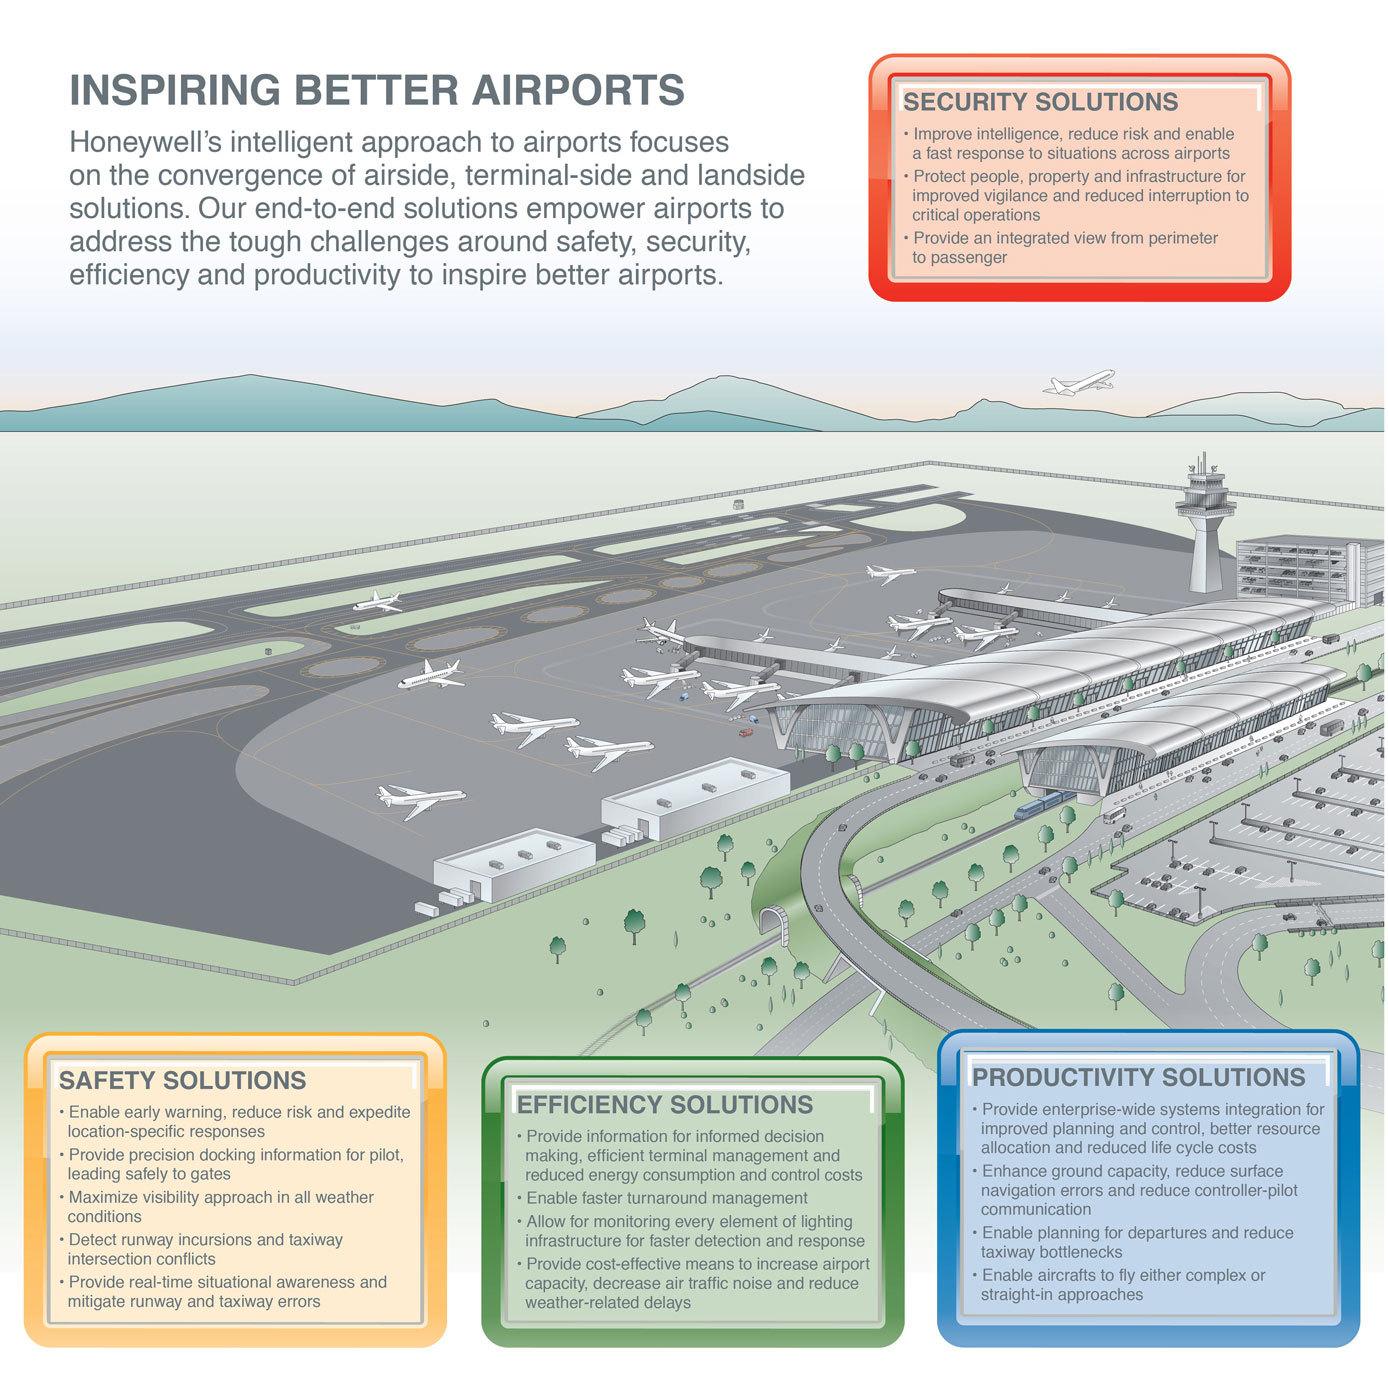 INSPIRING BETTER AIRPORTS
Honeywell's intelligent approach to airports focuses
on the convergence of airside, terminal-side and landside
solutions. Our end-to-end solutions empower airports to
address the tough challenges around safety, security,
efficiency and productivity to inspire better airports.
SECURITY SOLUTIONS
• Improve intelligence, reduce risk and enable
a fast response to situations across airports
• Protect people, property and infrastructure for
improved vigilance and reduced interruption to
critical operations
• Provide an integrated view from perimeter
to passenger
SAFETY SOLUTIONS
• Enable early warning, reduce risk and expedite
location-specific responses
• Provide precision docking information for pilot,
leading safely to gates
• Maximize visibility approach in all weather
conditions
• Detect runway incursions and taxiway
intersection conflicts
• Provide real-time situational awareness and
mitigate runway and taxiway errors
EFFICIENCY SOLUTIONS
• Provide information for informed decision
making, efficient terminal management and
reduced energy consumption and control costs
• Enable faster turnaround management
• Allow for monitoring every element of lighting
infrastructure for faster detection and response
• Provide cost-effective means to increase airport
capacity, decrease air traffic noise and reduce
weather-related delays
PRODUCTIVITY SOLUTIONS
• Provide enterprise-wide systems integration for
improved planning and control, better resource
allocation and reduced life cycle costs
• Enhance ground capacity, reduce surface
navigation errors and reduce controller-pilot
communication
• Enable planning for departures and reduce
taxiway bottlenecks
• Enable aircrafts to fly either complex or
straight-in approaches